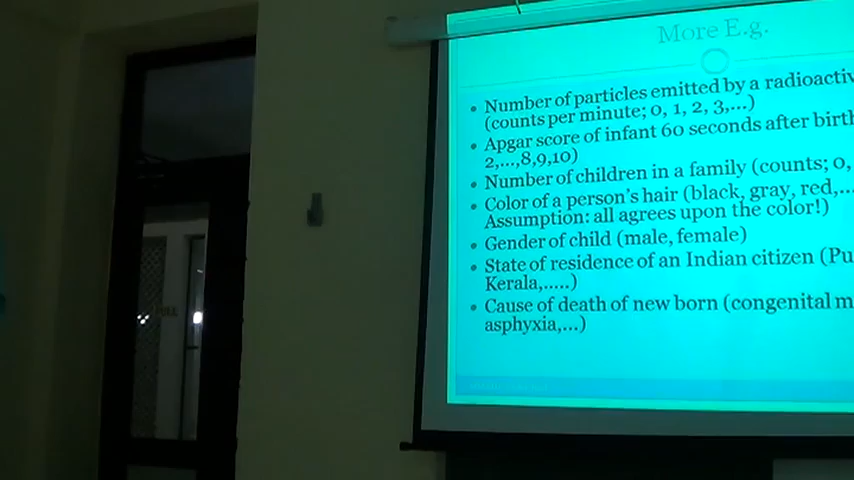 More E.g.
• Number of particles emitted by a radioactiv
(counts per minute; 0, 1, 2, 3,...)
• Apgar score of infant 60 seconds after birth
2,...,8,9,10)
• Number of children in a family (counts; 0,
• Color of a person's hair (black, gray, red,...
Assumption: all agrees upon the color!)
• Gender of child (male, female)
• State of residence of an Indian citizen (Pu
Kerala,.....)
• Cause of death of new born (congenital m
asphyxia,...)